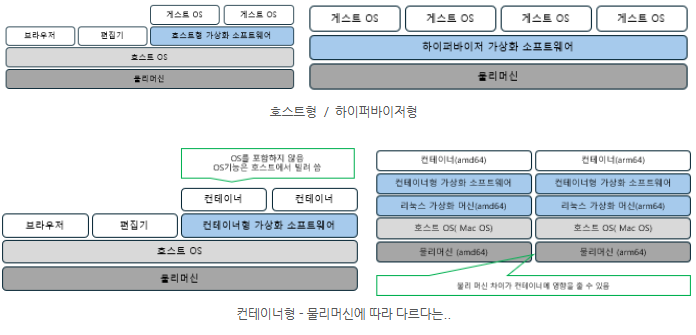 게스트 OS 게스트 OS
브라우저 편집기 호스트형 가상화 소프트웨어
호스트 OS
물리머신
게스트 OS 게스트 OS 게스트 OS 게스트 OS
하이퍼바이저 가상화 소프트웨어
물리머신
호스트형 / 하이퍼바이저형
OS를 포함하지 않음
OS기능은 호스트에서 빌려 씀
컨테이너 컨테이너
브라우저 편집기 컨테이너형 가상화 소프트웨어
호스트 OS
물리머신
컨테이너(amd64) 컨테이너(arm64)
컨테이너형 가상화 소프트웨어 컨테이너형 가상화 소프트웨어
리눅스 가상화 머신(amd64) 리눅스 가상화 머신(arm64)
호스트 OS( Mac OS) 호스트 OS( Mac OS)
물리머신 (amd64) 물리머신 (arm64)
물리 머신 차이가 컨테이너에 영향을 줄 수 있음
컨테이너형 - 물리머신에 따라 다르다는..